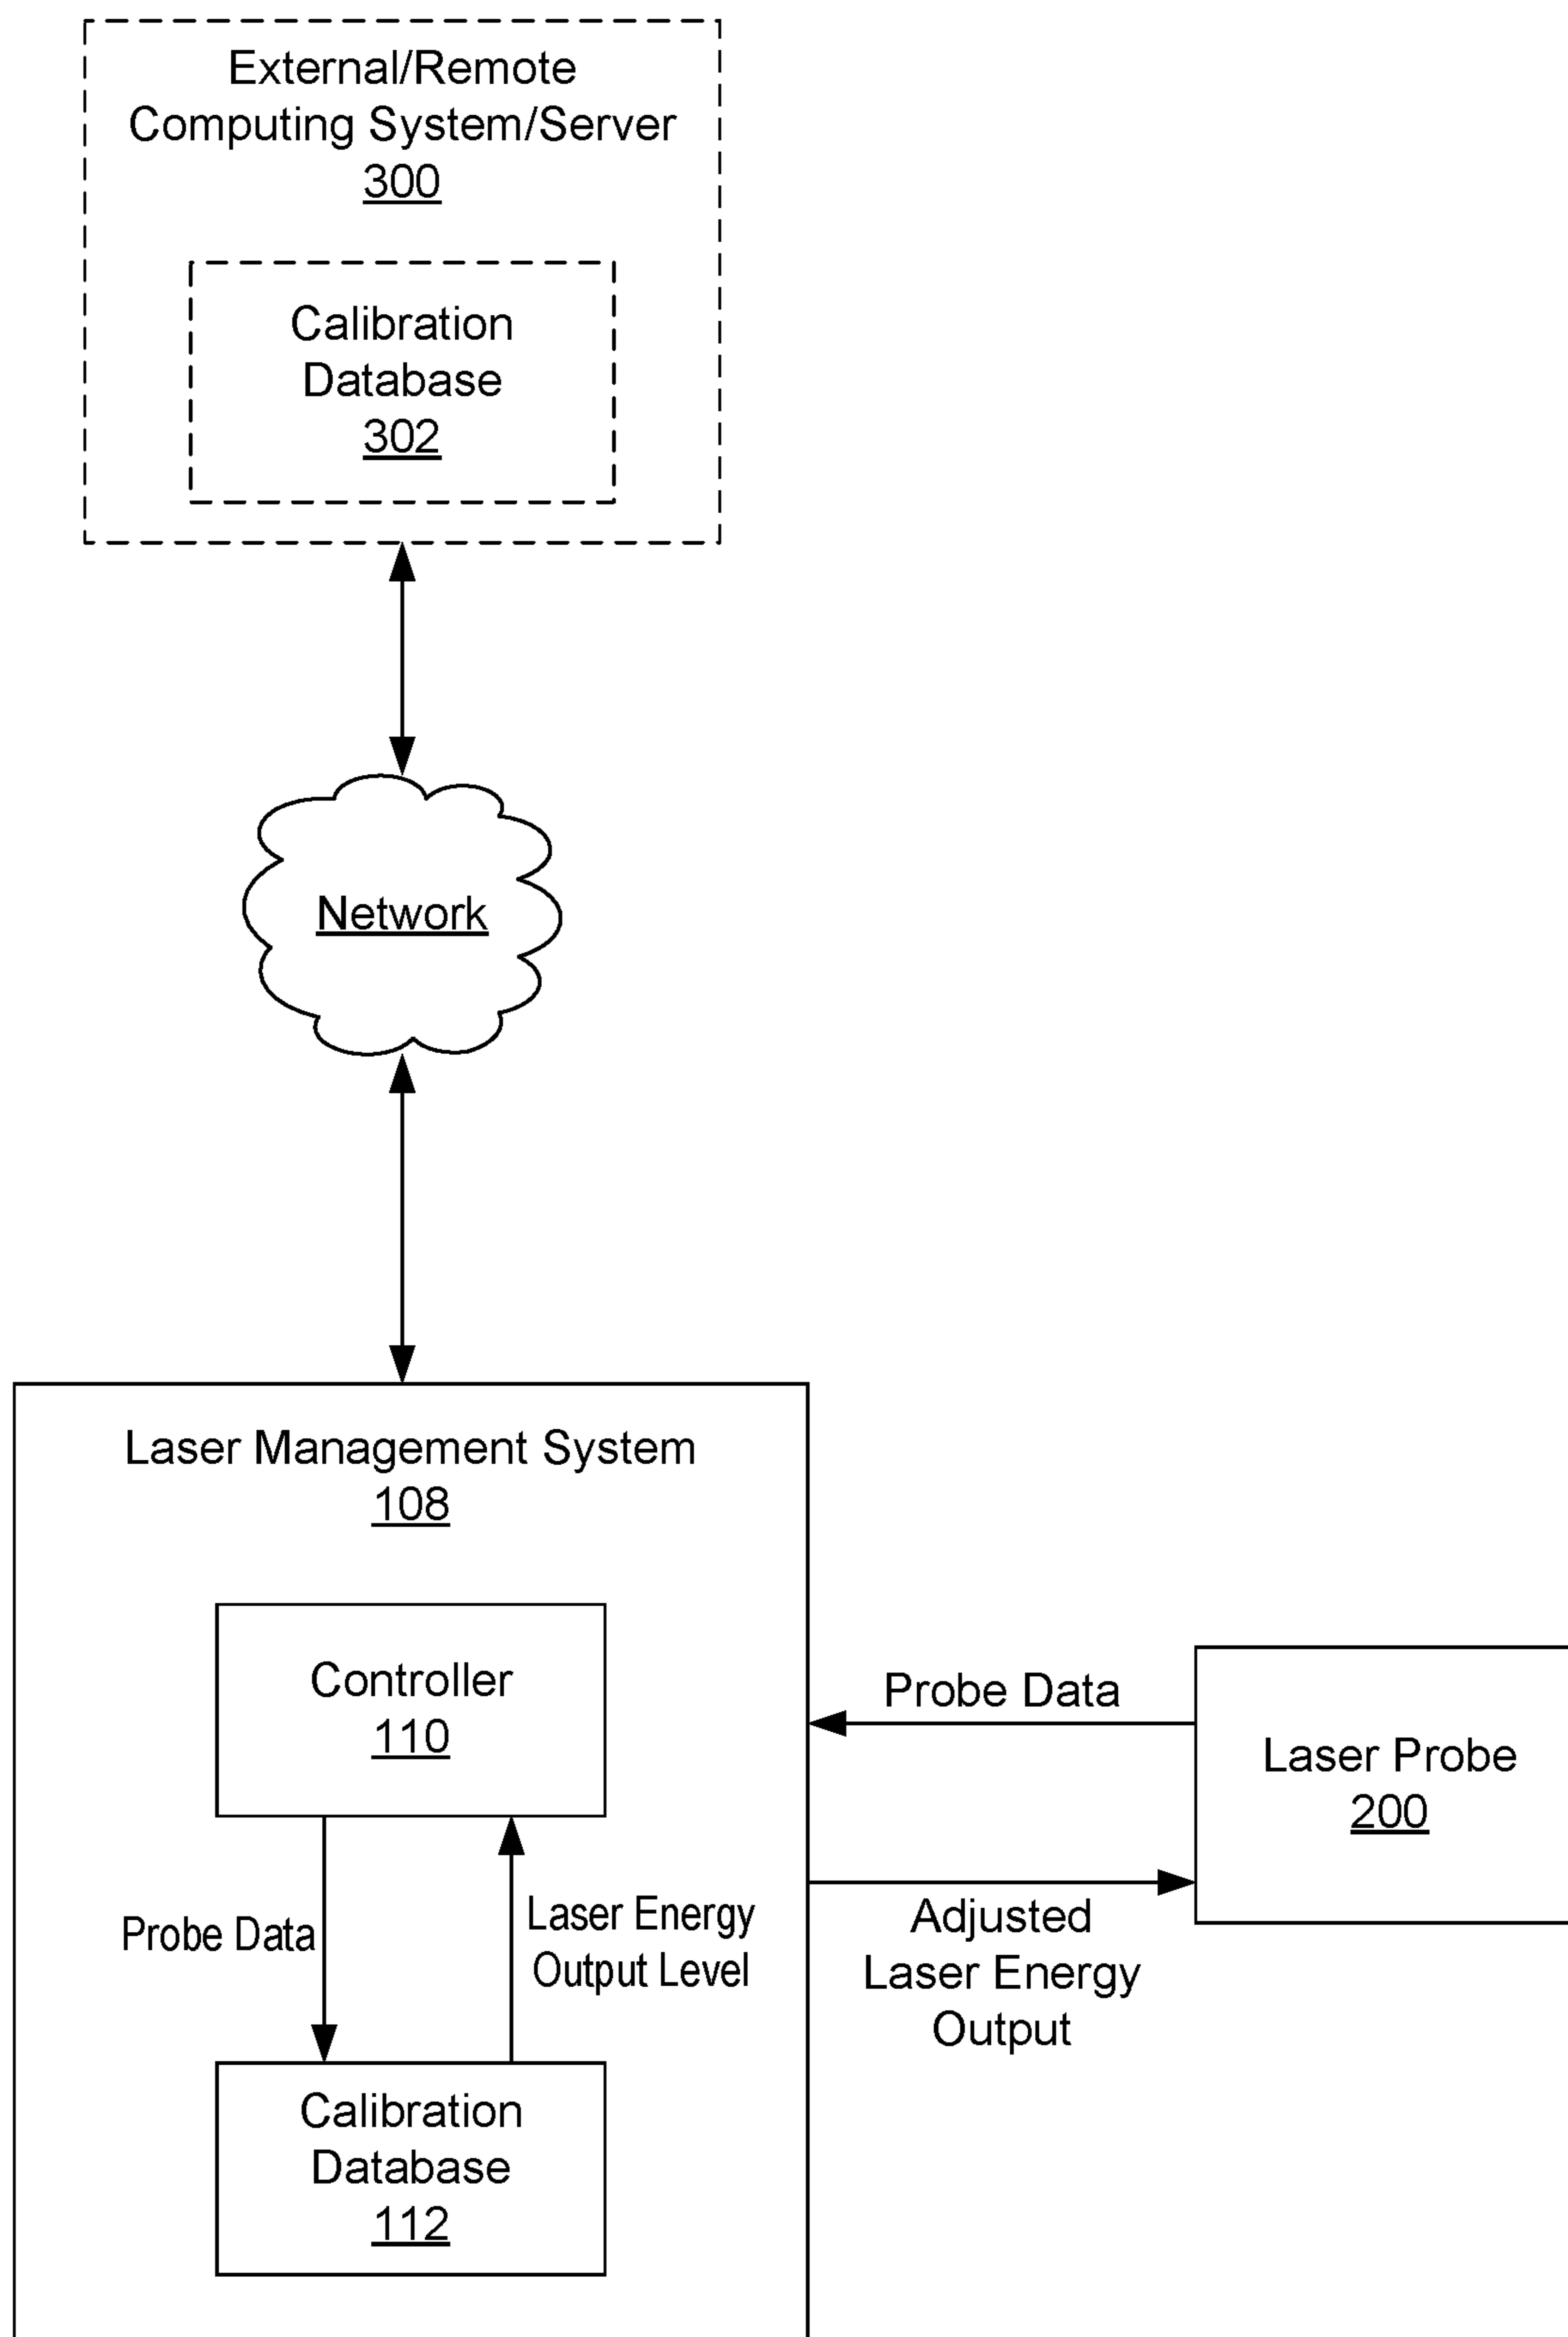 External/Remote
Computing System/Server
300
Calibration
Database
302
Network
Laser Management System
108
Controller
110
Probe Data
Laser Energy
Output Level
Calibration
Database
112
Probe Data
Adjusted
Laser Energy
Output
Laser Probe
200